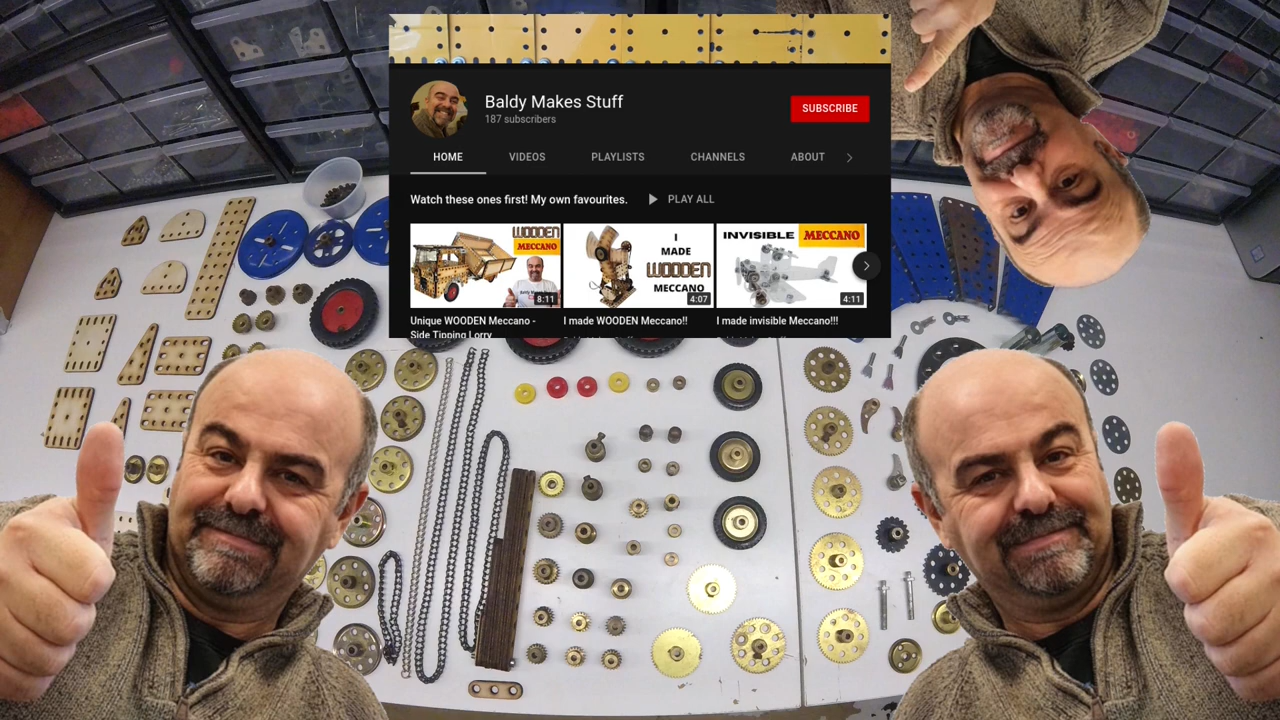 Baldy Makes Stuff
187 subscribers
SUBSCRIBE
HOME VIDEOS PLAYLISTS CHANNELS ABOUT
Watch these ones first! My own favourites. PLAY ALL
WOODEN
MECCANO
8:11
I
MADE
WOODEN
MECCANO
4:07
INVISIBLE MECCANO
4:11
Unique WOODEN Meccano -
Side Tipping Lorry
I made WOODEN Meccano!!
I made invisible Meccano!!!